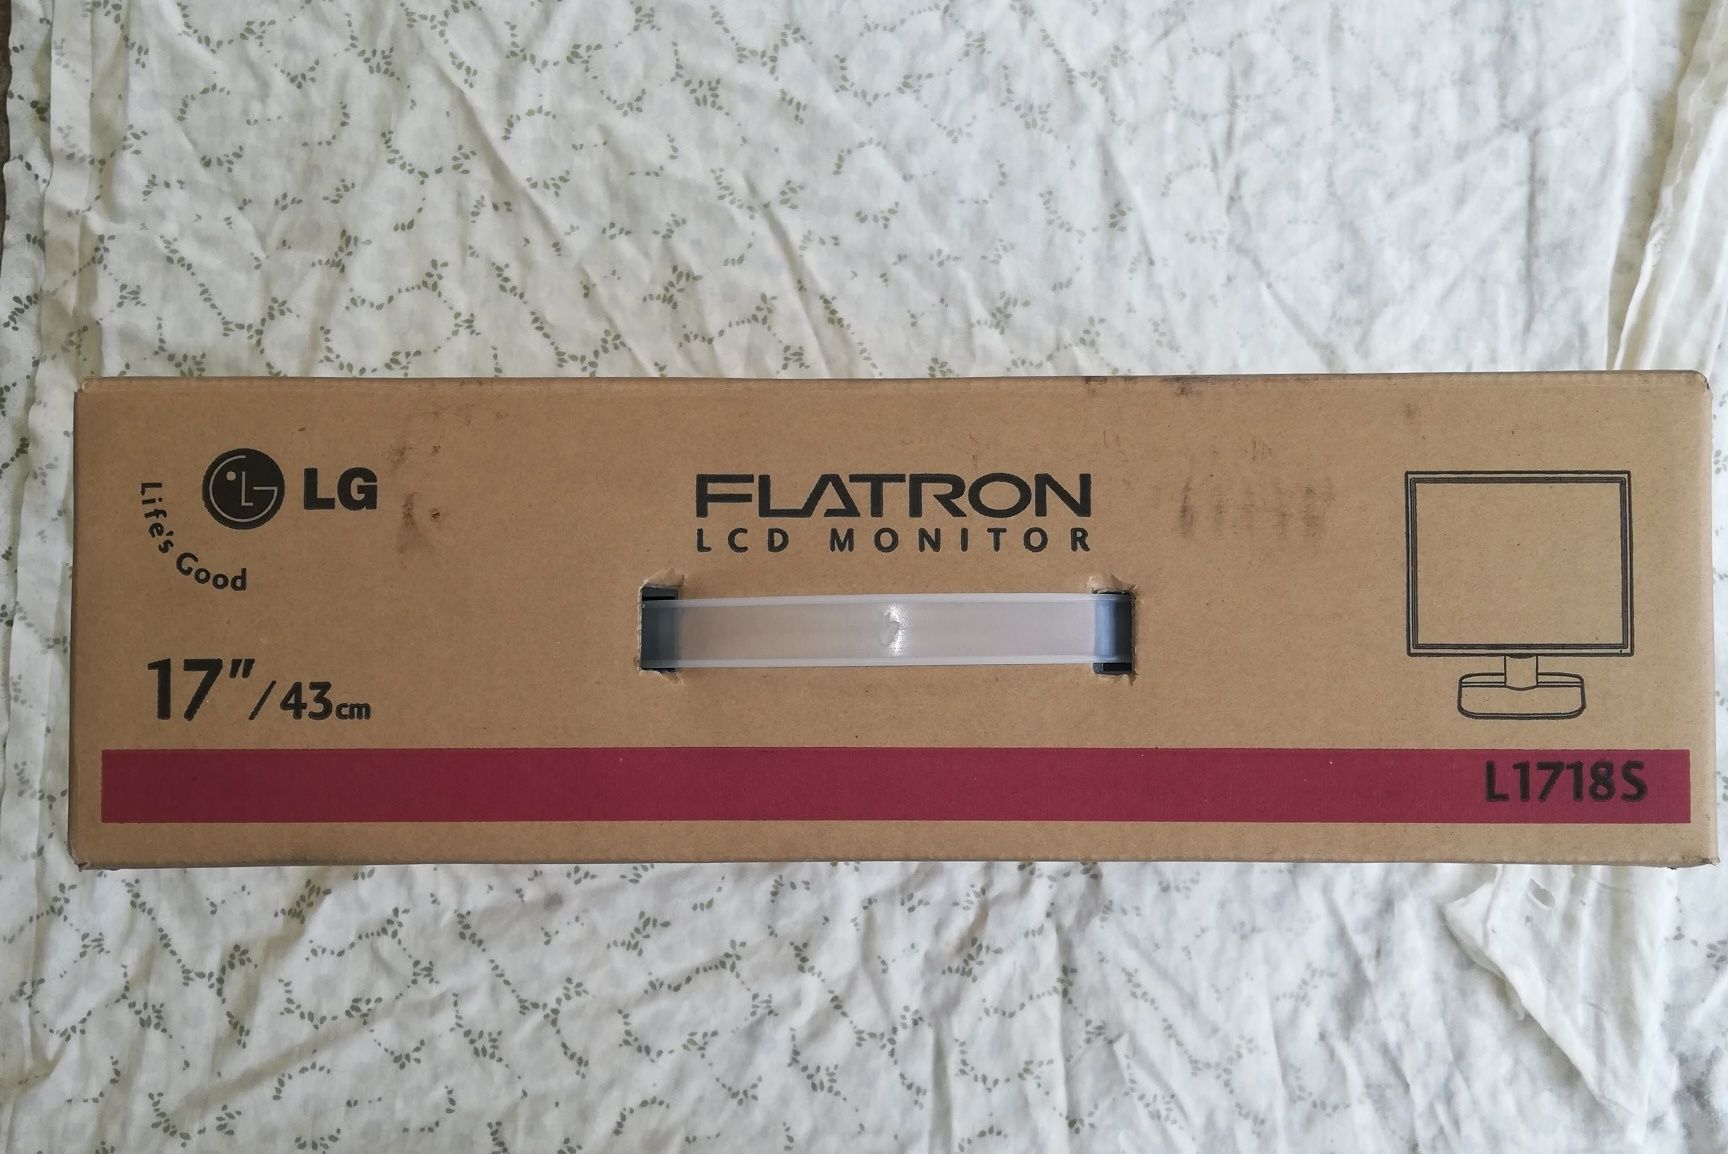 LG
Life's Good
FLATRON
LCD MONITOR
17"/43cm
L1718S